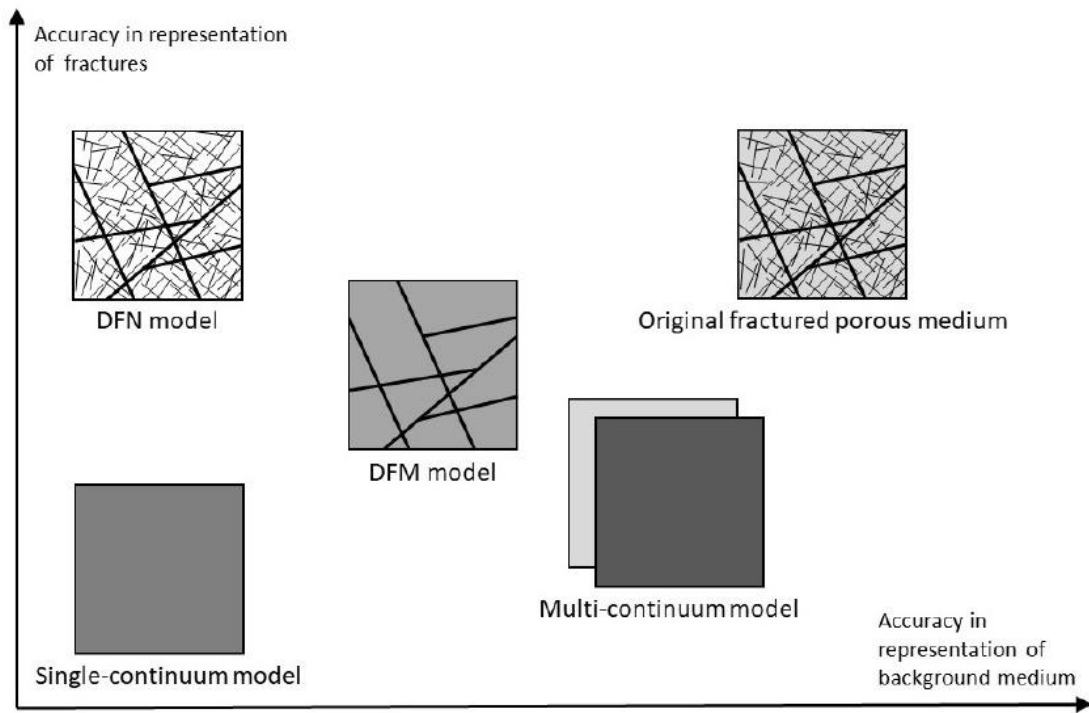 Accuracy in representation
of fractures
DFN model
Original fractured porous medium
DFM model
Multi-continuum model
Single-continuum model
Accuracy in
representation of
background medium